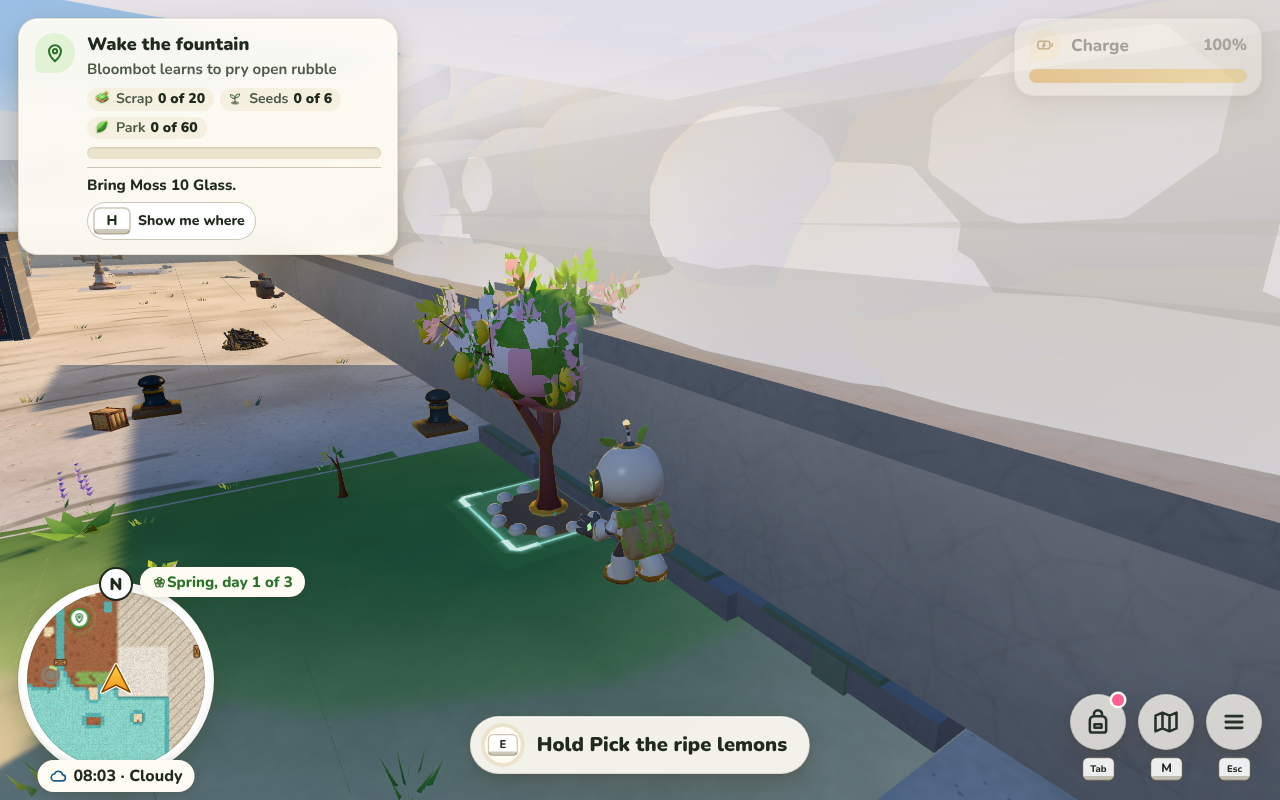 Wake the fountain
Bloombot learns to pry open rubble
Scrap 0 of 20
Seeds 0 of 6
Park 0 of 60
Bring Moss 10 Glass.
H Show me where
Charge 100%
N
Spring, day 1 of 3
08:03 · Cloudy
E Hold Pick the ripe lemons
Tab
M
Esc